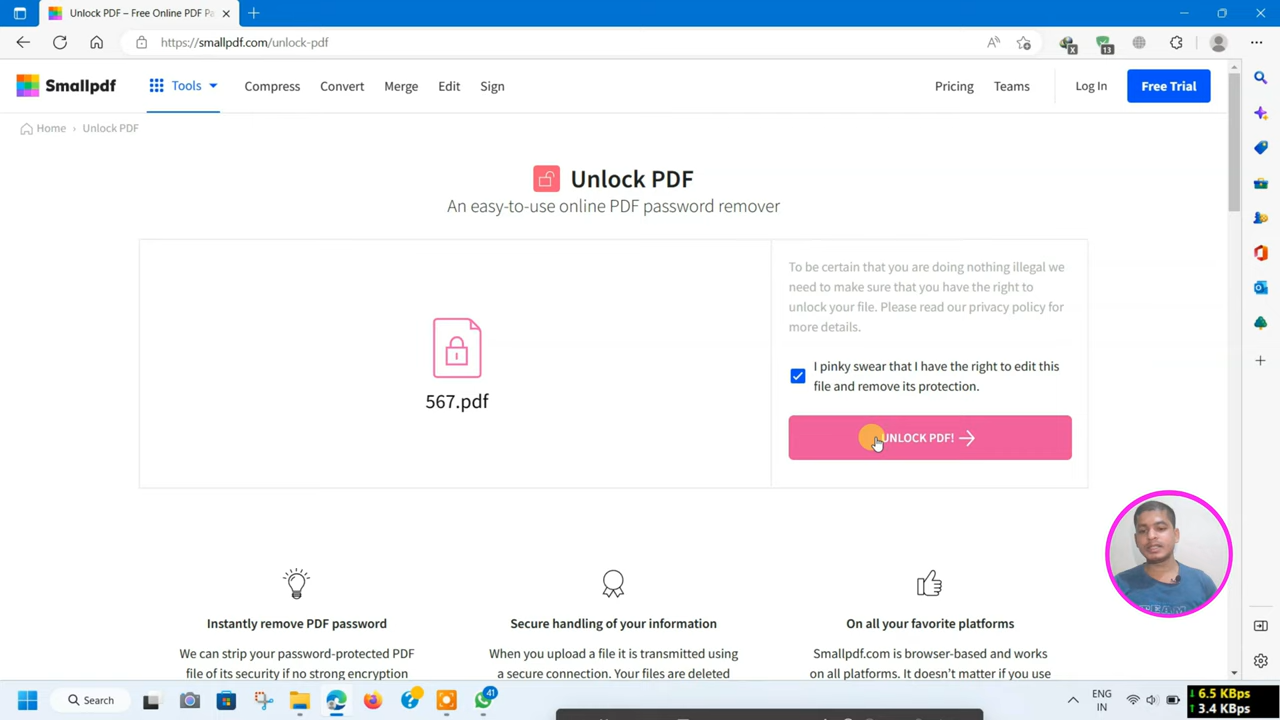 Unlock PDF – Free Online PDF Pa
https://smallpdf.com/unlock-pdf
x
13
Smallpdf
Tools
Compress
Convert
Merge
Edit
Sign
Pricing
Teams
Log In
Free Trial
Home › Unlock PDF
Unlock PDF
An easy-to-use online PDF password remover
To be certain that you are doing nothing illegal we
need to make sure that you have the right to
unlock your file. Please read our privacy policy for
more details.
567.pdf
I pinky swear that I have the right to edit this
file and remove its protection.
UNLOCK PDF!
Instantly remove PDF password
We can strip your password-protected PDF
file of its security if no strong encryption
Secure handling of your information
When you upload a file it is transmitted using
a secure connection. Your files are deleted
On all your favorite platforms
Smallpdf.com is browser-based and works
on all platforms. It doesn't matter if you use
Search
41
ENG
IN
6.5 KBps
3.4 KBps